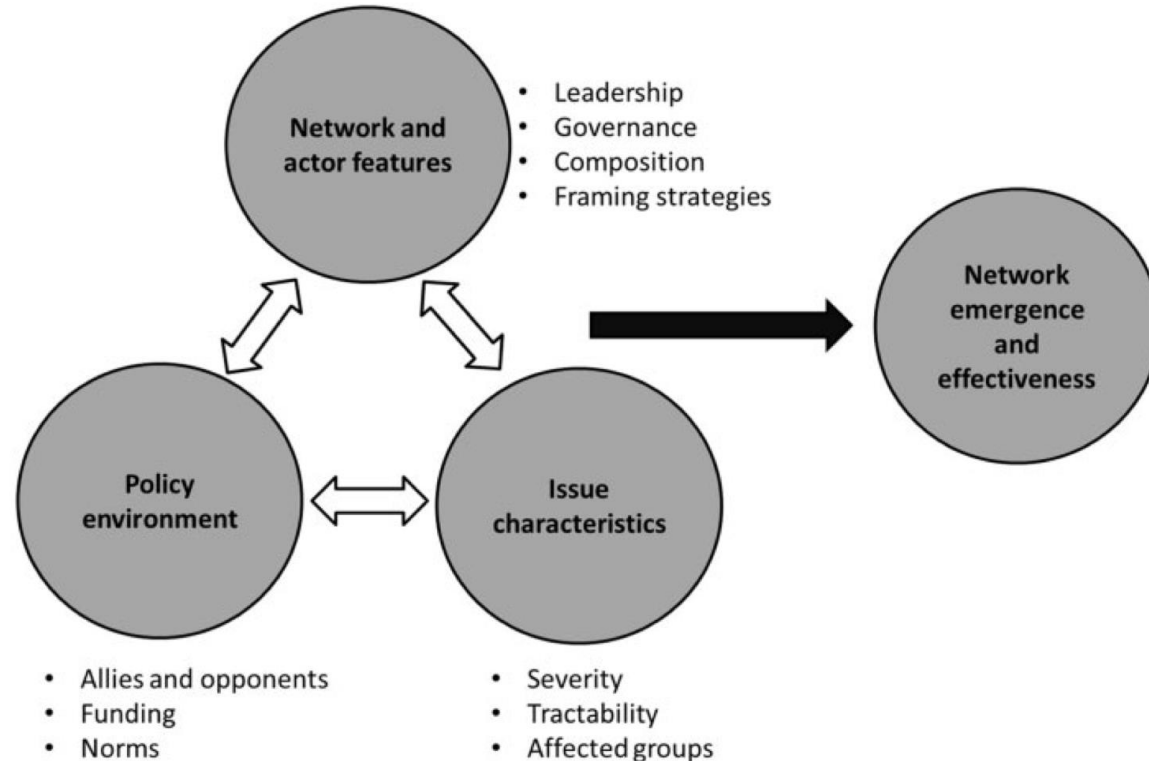 Network and
actor features
• Leadership
• Governance
• Composition
• Framing strategies
Network
emergence
and
effectiveness
Policy
environment
Issue
characteristics
• Allies and opponents
• Funding
• Norms
• Severity
• Tractability
• Affected groups